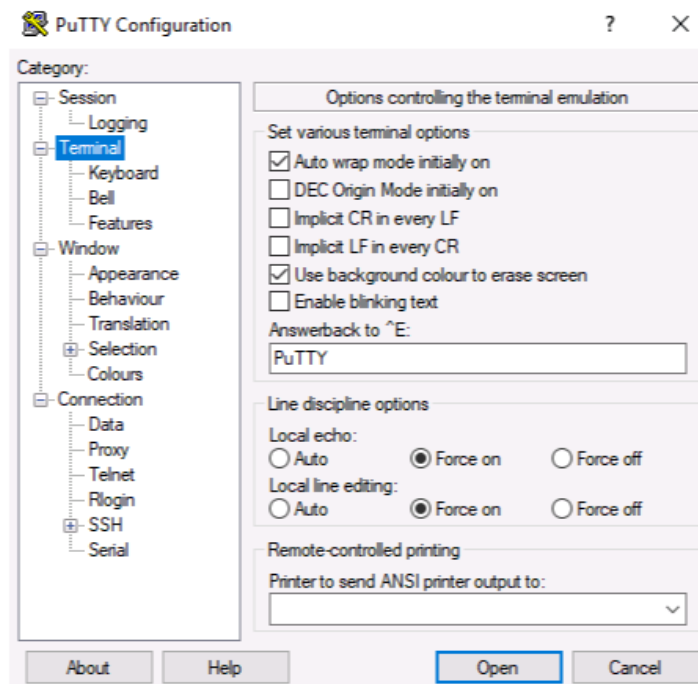 PuTTY Configuration
? ×
Category:
Session
Logging
Terminal
Keyboard
Bell
Features
Window
Appearance
Behaviour
Translation
Selection
Colours
Connection
Data
Proxy
Telnet
Rlogin
SSH
Serial
Options controlling the terminal emulation
Set various terminal options
Auto wrap mode initially on
DEC Origin Mode initially on
Implicit CR in every LF
Implicit LF in every CR
Use background colour to erase screen
Enable blinking text
Answerback to ^E:
PuTTY
Line discipline options
Local echo:
Auto Force on Force off
Local line editing:
Auto Force on Force off
Remote-controlled printing
Printer to send ANSI printer output to:
About Help Open Cancel